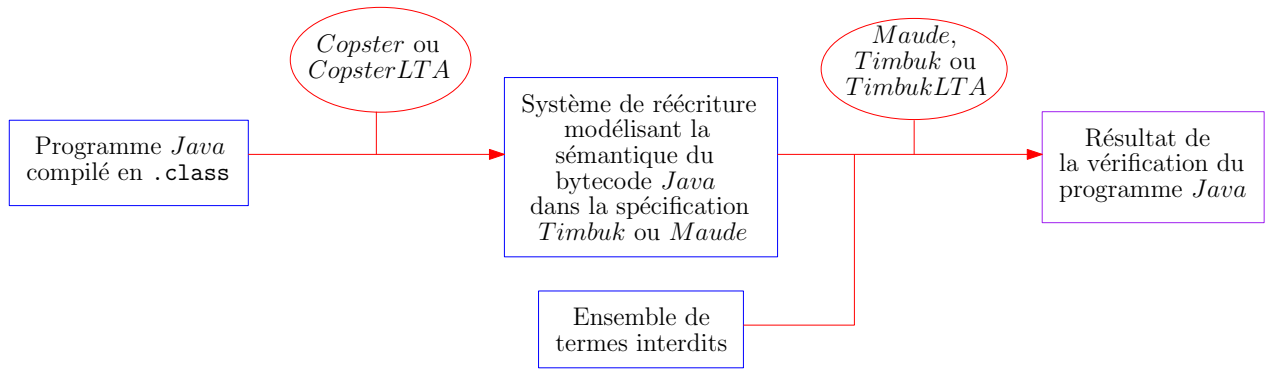 Copster ou
CopsterLTA
Maude,
Timbuk ou
TimbukLTA
Programme Java
compilé en .class
Système de réécriture
modélisant la
sémantique du
bytecode Java
dans la spécification
Timbuk ou Maude
Résultat de
la vérification du
programme Java
Ensemble de
termes interdits